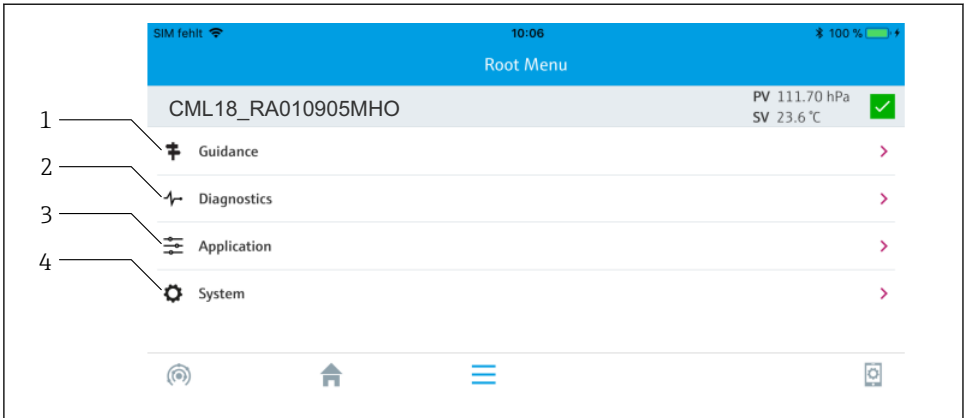 SIM fehlt 10:06 100 %
Root Menu
CML18_RA010905MHO
PV 111.70 hPa
SV 23.6 °C
1 Guidance
2 Diagnostics
3 Application
4 System